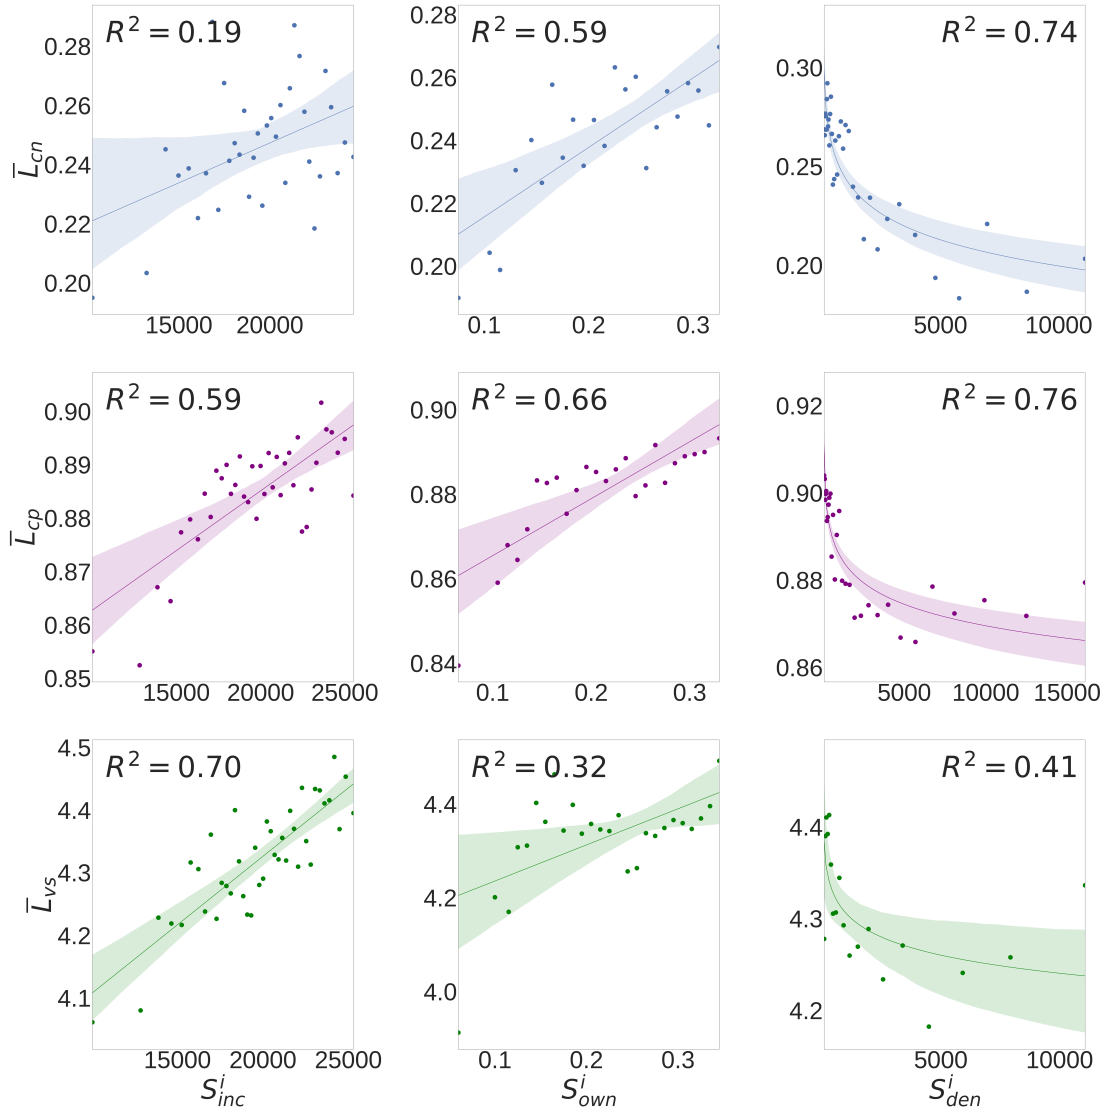 R² = 0.19
R² = 0.59
R² = 0.74
L̅cn
0.28
0.26
0.24
0.22
0.20
15000 20000
0.28
0.26
0.24
0.22
0.20
0.1 0.2 0.3
0.30
0.25
0.20
5000 10000
R² = 0.59
R² = 0.66
R² = 0.76
L̅cp
0.90
0.89
0.88
0.87
0.86
0.85
15000 20000 25000
0.90
0.88
0.86
0.84
0.1 0.2 0.3
0.92
0.90
0.88
0.86
5000 10000 15000
R² = 0.70
R² = 0.32
R² = 0.41
L̅vs
4.5
4.4
4.3
4.2
4.1
15000 20000 25000
4.4
4.2
4.0
0.1 0.2 0.3
4.4
4.3
4.2
5000 10000
Sⁱinc
Sⁱown
Sⁱden